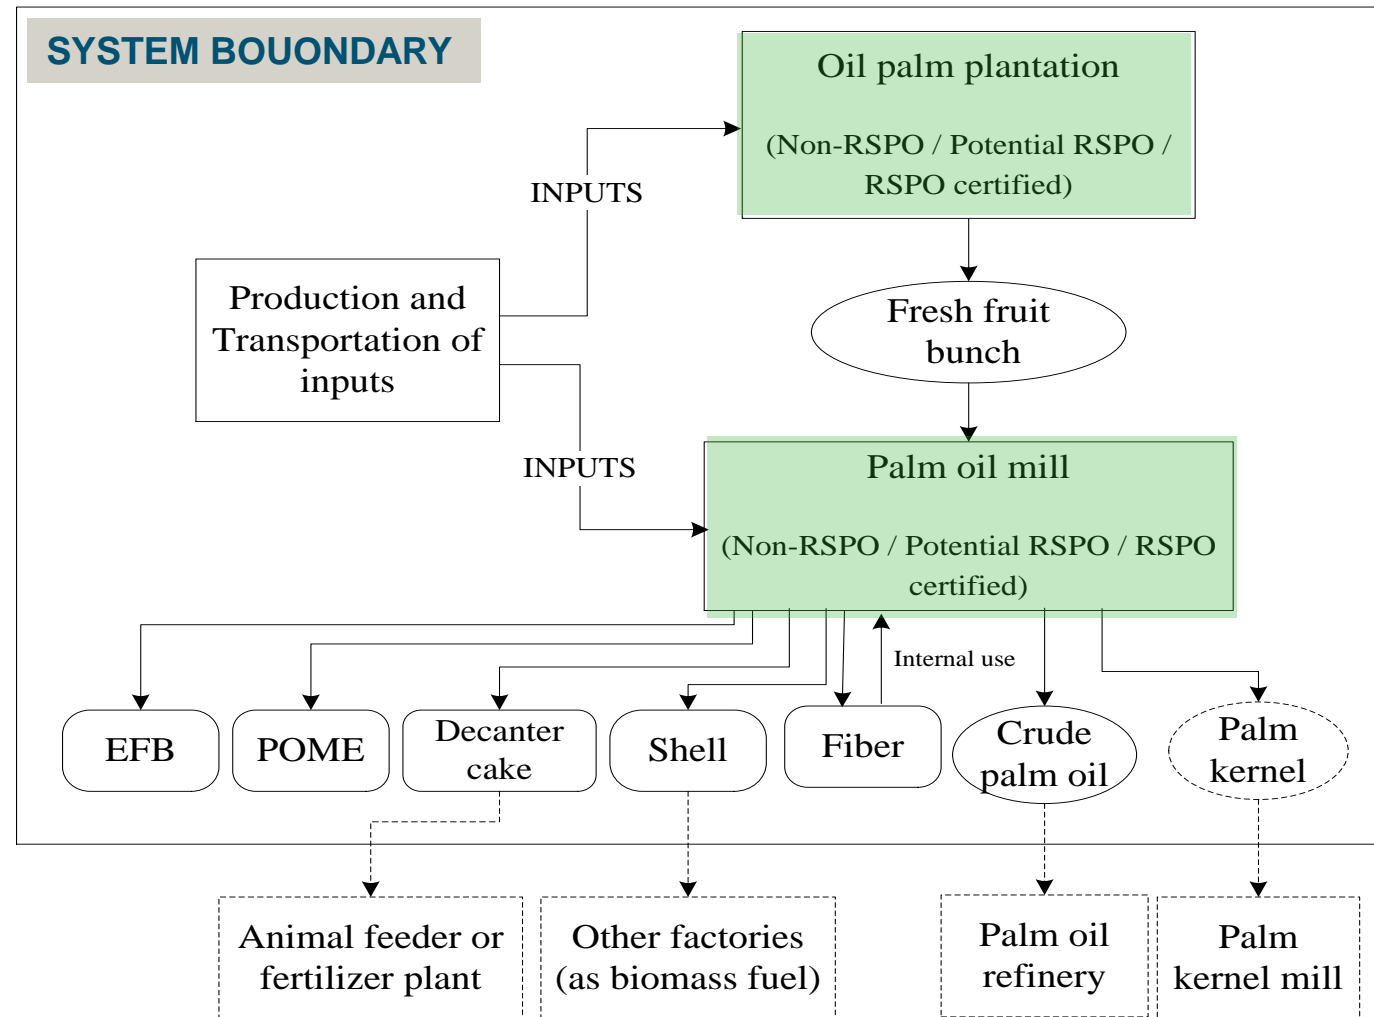 SYSTEM BOUONDARY
Oil palm plantation
(Non-RSPO / Potential RSPO /
RSPO certified)
INPUTS
Production and
Transportation of
inputs
Fresh fruit
bunch
INPUTS
Palm oil mill
(Non-RSPO / Potential RSPO / RSPO
certified)
Internal use
EFB
POME
Decanter
cake
Shell
Fiber
Crude
palm oil
Palm
kernel
Animal feeder or
fertilizer plant
Other factories
(as biomass fuel)
Palm oil
refinery
Palm
kernel mill